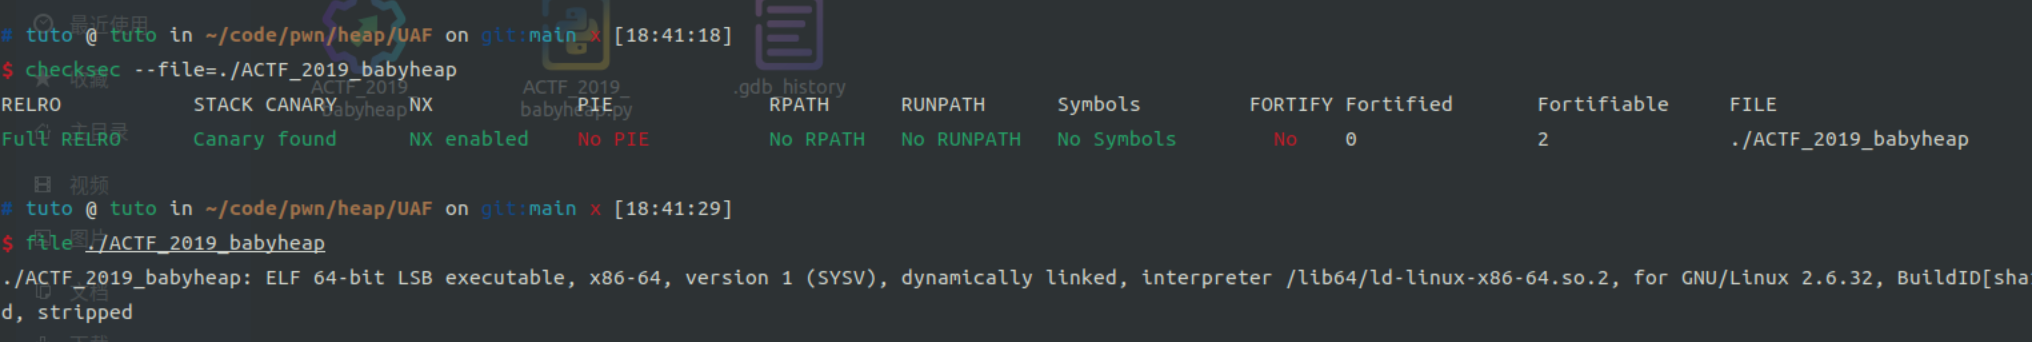 最近使用
# tuto @ tuto in ~/code/pwn/heap/UAF on git:main x [18:41:18]
$ checksec --file=./ACTF_2019_babyheap
收藏
ACTF_2019_babyheap
ACTF_2019_babyheap.py
.gdb_history
RELRO STACK CANARY NX PIE RPATH RUNPATH Symbols FORTIFY Fortified Fortifiable FILE
主目录
Full RELRO Canary found NX enabled No PIE No RPATH No RUNPATH No Symbols No 0 2 ./ACTF_2019_babyheap
视频
# tuto @ tuto in ~/code/pwn/heap/UAF on git:main x [18:41:29]
图片
$ file ./ACTF_2019_babyheap
./ACTF_2019_babyheap: ELF 64-bit LSB executable, x86-64, version 1 (SYSV), dynamically linked, interpreter /lib64/ld-linux-x86-64.so.2, for GNU/Linux 2.6.32, BuildID[sha
文档
d, stripped